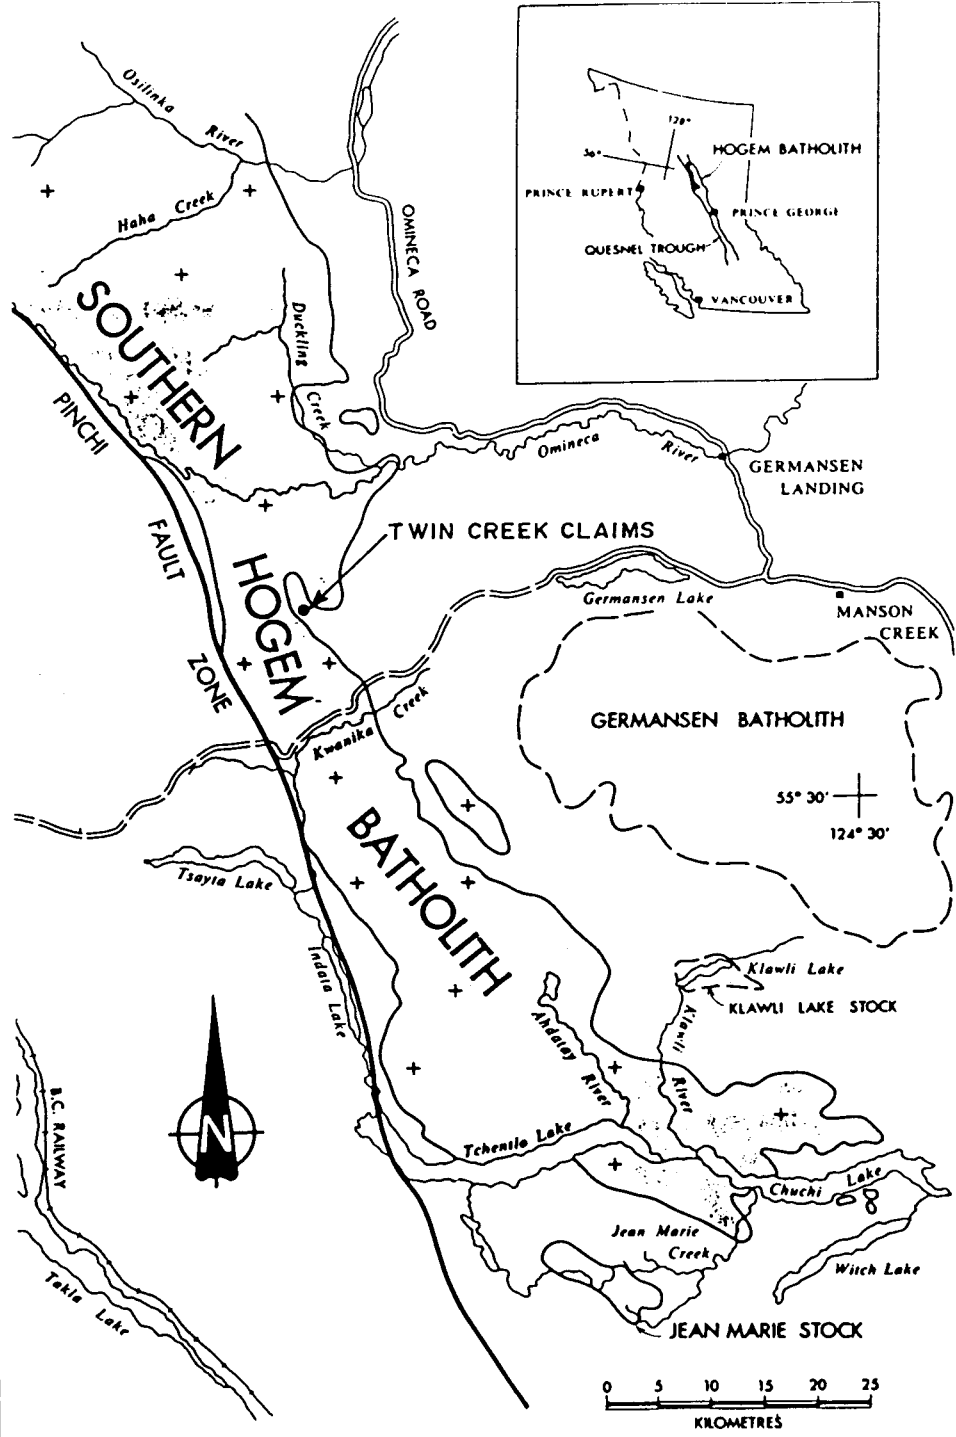 Osilinka
River
Haha Creek
OMINECA ROAD
128°
56°
HOGEM BATHOLITH
PRINCE RUPERT
PRINCE GEORGE
QUESNEL TROUGH
VANCOUVER
SOUTHERN
HOGEM
BATHOLITH
Duckling
Creek
PINCHI
FAULT
ZONE
Omineca
River
GERMANSEN
LANDING
TWIN CREEK CLAIMS
Germansen Lake
MANSON
CREEK
Kwanika Creek
GERMANSEN BATHOLITH
55° 30'
124° 30'
Tsayta Lake
Indata Lake
Klawli Lake
KLAWLI LAKE STOCK
Klawli
River
Ahdatay
River
N
B.C. RAILWAY
Takla Lake
Tchentlo Lake
Chuchi Lake
Jean Marie
Creek
Witch Lake
JEAN MARIE STOCK
0 5 10 15 20 25
KILOMETRES